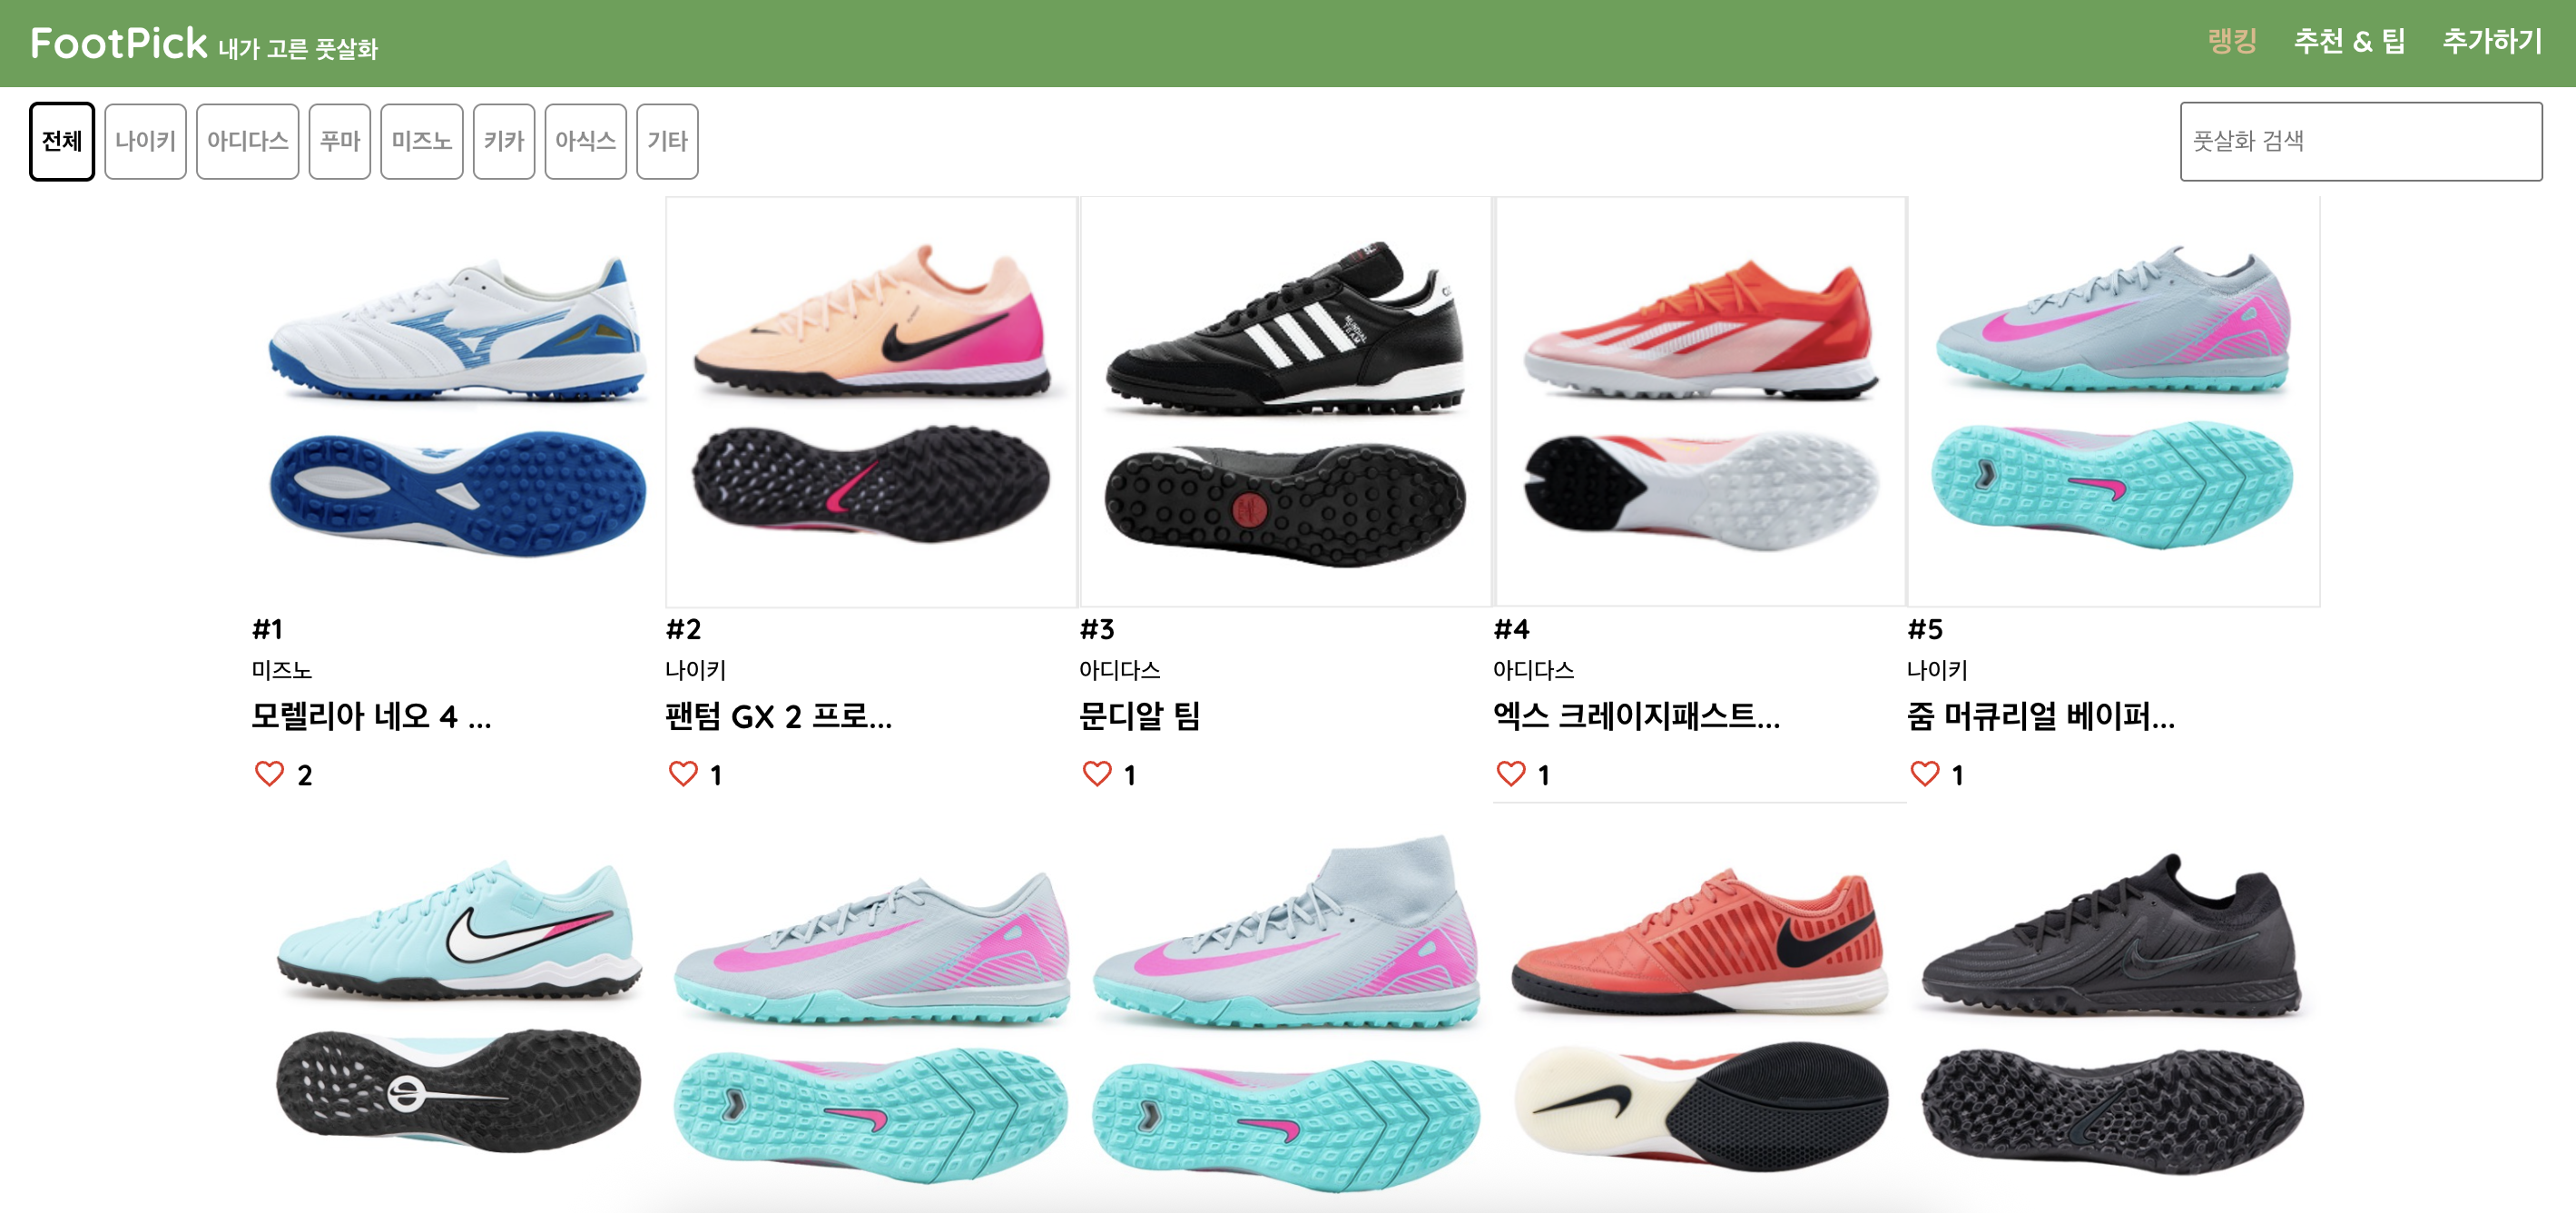 FootPick 내가 고른 풋살화
랭킹 추천 & 팁 추가하기
전체 나이키 아디다스 푸마 미즈노 키카 아식스 기타
풋살화 검색
MUNDIAL
TEAM
#1
미즈노
모렐리아 네오 4 ...
2
#2
나이키
팬텀 GX 2 프로...
1
#3
아디다스
문디알 팀
1
#4
아디다스
엑스 크레이지패스트...
1
#5
나이키
줌 머큐리얼 베이퍼...
1